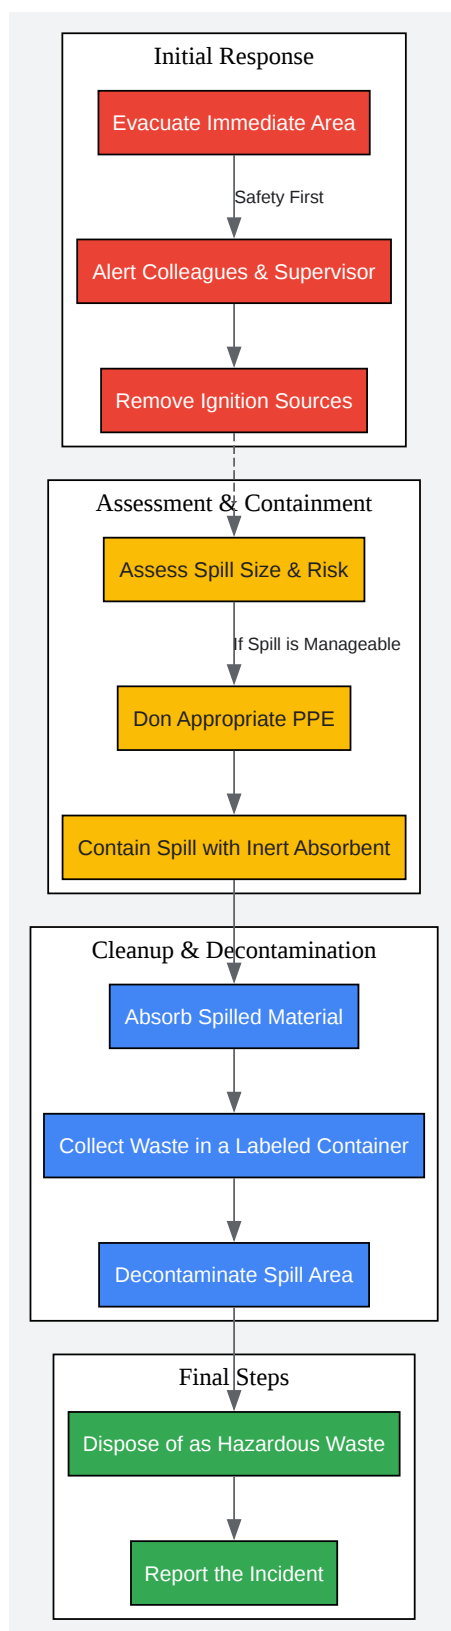 Initial Response
Evacuate Immediate Area
Safety First
Alert Colleagues & Supervisor
Remove Ignition Sources
Assessment & Containment
Assess Spill Size & Risk
If Spill is Manageable
Don Appropriate PPE
Contain Spill with Inert Absorbent
Cleanup & Decontamination
Absorb Spilled Material
Collect Waste in a Labeled Container
Decontaminate Spill Area
Final Steps
Dispose of as Hazardous Waste
Report the Incident